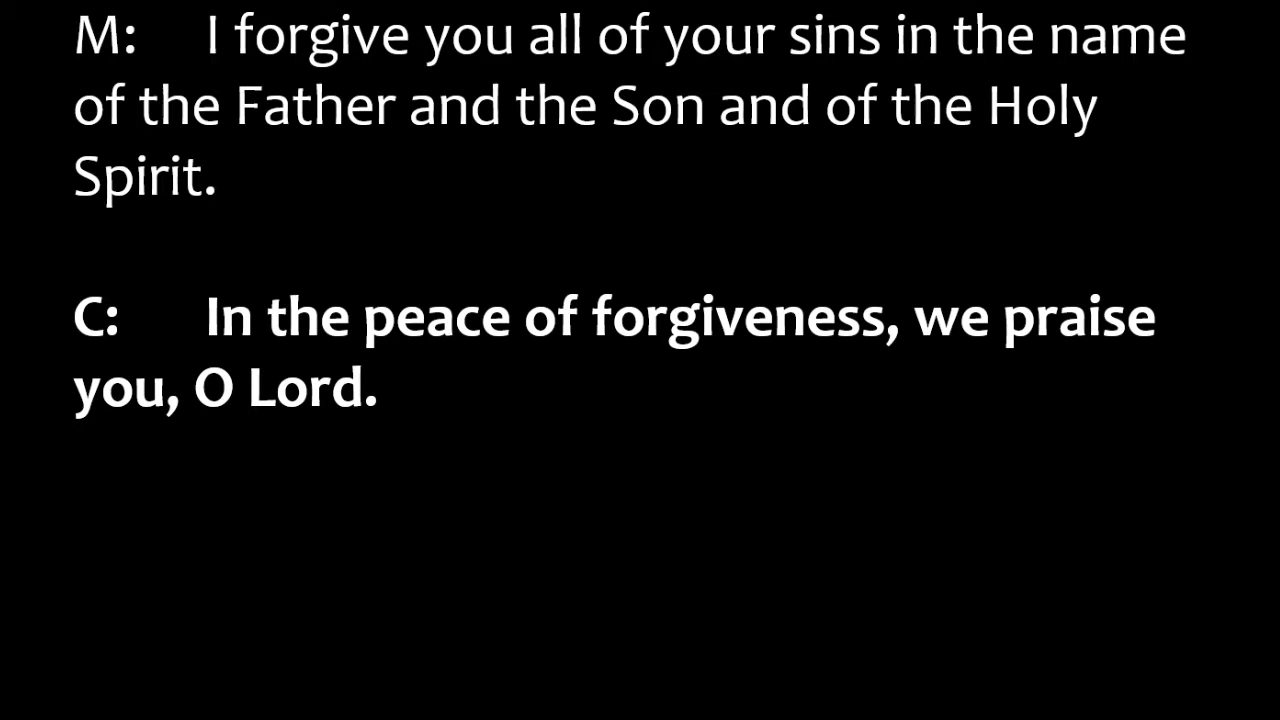 M: I forgive you all of your sins in the name
of the Father and the Son and of the Holy
Spirit.
C: In the peace of forgiveness, we praise
you, O Lord.